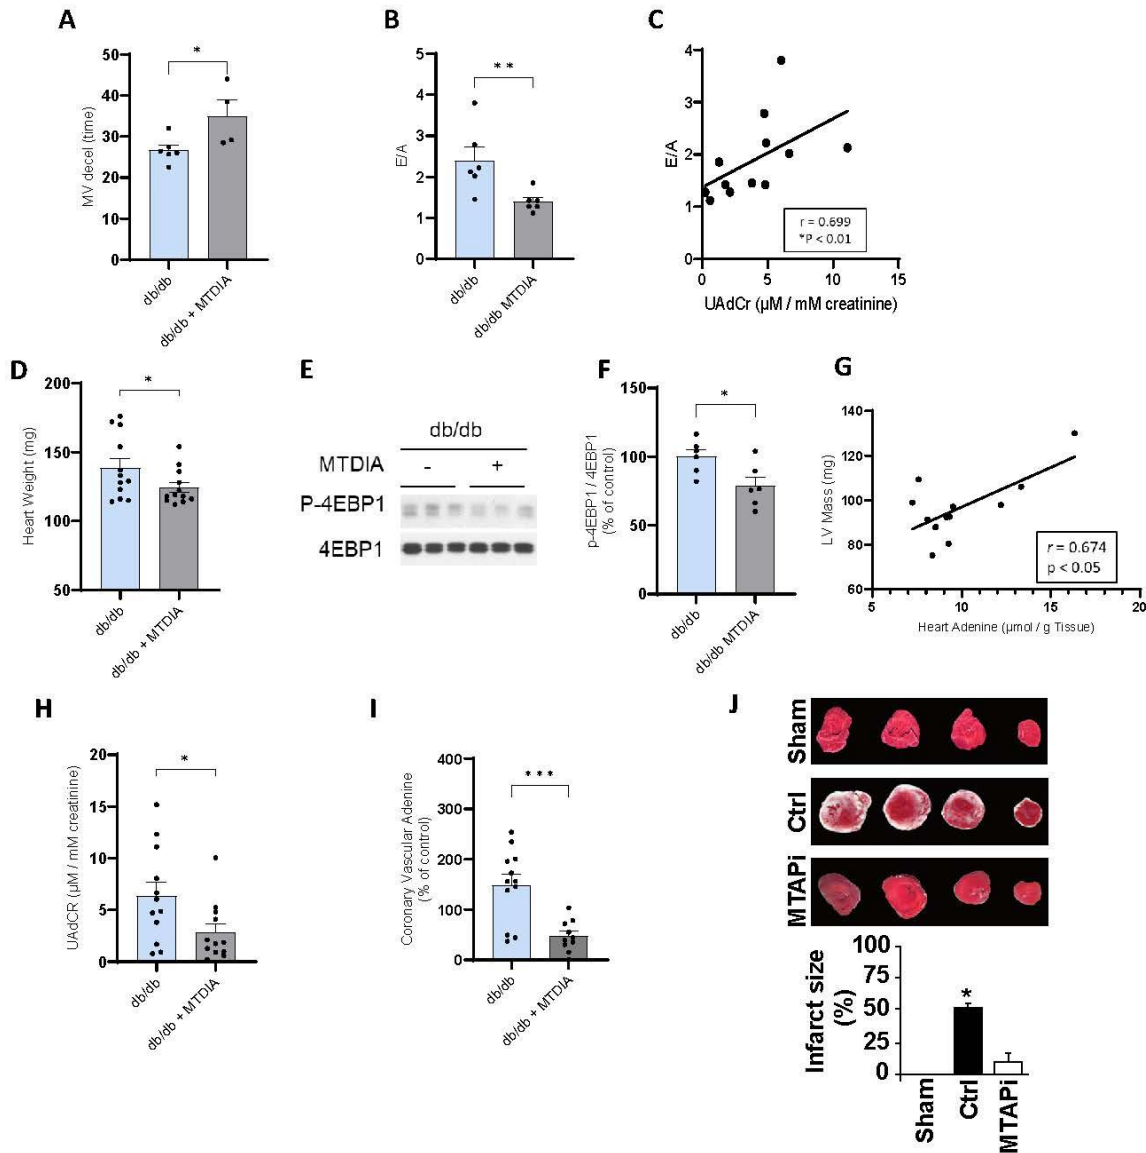 A
MV decel (time)
50
40
30
20
10
0
*
db/db
db/db + MTDIA
B
E/A
5
4
3
2
1
0
* *
db/db
db/db MTDIA
C
E/A
4
3
2
1
0
r = 0.699
*P < 0.01
0
5
10
15
UAdCr (µM / mM creatinine)
D
Heart Weight (mg)
200
150
100
50
*
db/db
db/db + MTDIA
E
db/db
MTDIA - +
P-4EBP1
4EBP1
F
p-4EBP1 / 4EBP1
(% of control)
150
100
50
0
*
db/db
db/db MTDIA
G
LV Mass (mg)
140
120
100
80
60
r = 0.674
p < 0.05
5
10
15
20
Heart Adenine (µmol / g Tissue)
H
UAdCR (µM / mM creatinine)
20
15
10
5
0
*
db/db
db/db + MTDIA
I
Coronary Vascular Adenine
(% of control)
400
300
200
100
0
* * *
db/db
db/db + MTDIA
J
Sham
Ctrl
MTAPi
Infarct size
(%)
100
75
50
25
0
*
Sham
Ctrl
MTAPi